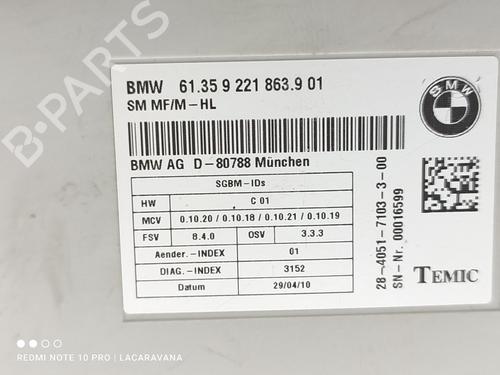 BMW 61.35 9 221 863.9 01
SM MF/M-HL
BMW
BMW AG D-80788 München
SGBM-IDs
HW C 01
MCV 0.10.20 / 0.10.18 / 0.10.21 / 0.10.19
FSV 8.4.0 OSV 3.3.3
Aender.-INDEX 01
DIAG.-INDEX 3152
Datum 29/04/10
28-4051-7103-3-00
SN-Nr. 00016599
TEMIC
B-Parts
REDMI NOTE 10 PRO | LACARAVANA